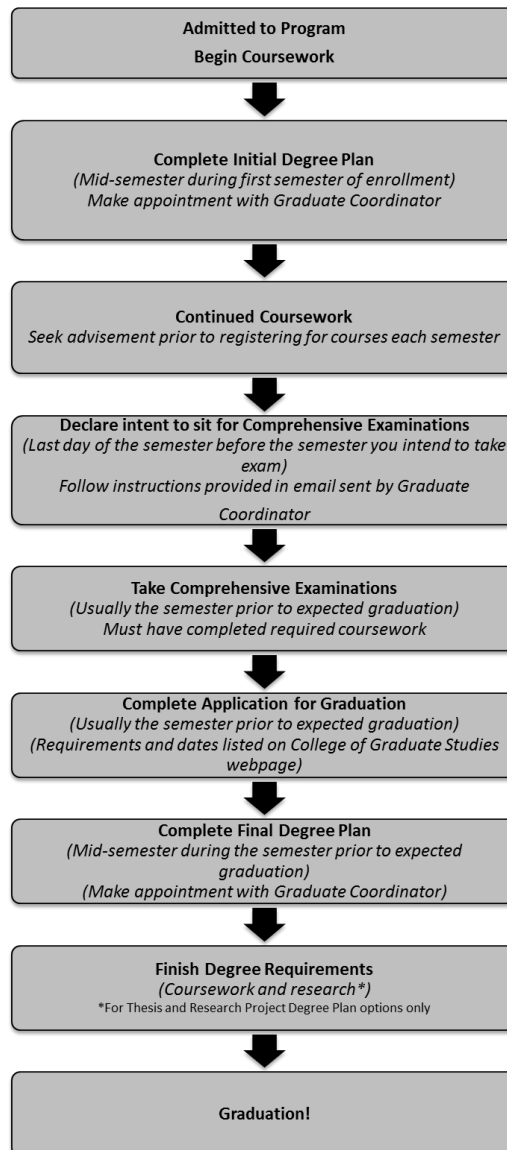 Admitted to Program
Begin Coursework
Complete Initial Degree Plan
(Mid-semester during first semester of enrollment)
Make appointment with Graduate Coordinator
Continued Coursework
Seek advisement prior to registering for courses each semester
Declare intent to sit for Comprehensive Examinations
(Last day of the semester before the semester you intend to take
exam)
Follow instructions provided in email sent by Graduate
Coordinator
Take Comprehensive Examinations
(Usually the semester prior to expected graduation)
Must have completed required coursework
Complete Application for Graduation
(Usually the semester prior to expected graduation)
(Requirements and dates listed on College of Graduate Studies
webpage)
Complete Final Degree Plan
(Mid-semester during the semester prior to expected
graduation)
(Make appointment with Graduate Coordinator)
Finish Degree Requirements
(Coursework and research*)
*For Thesis and Research Project Degree Plan options only
Graduation!